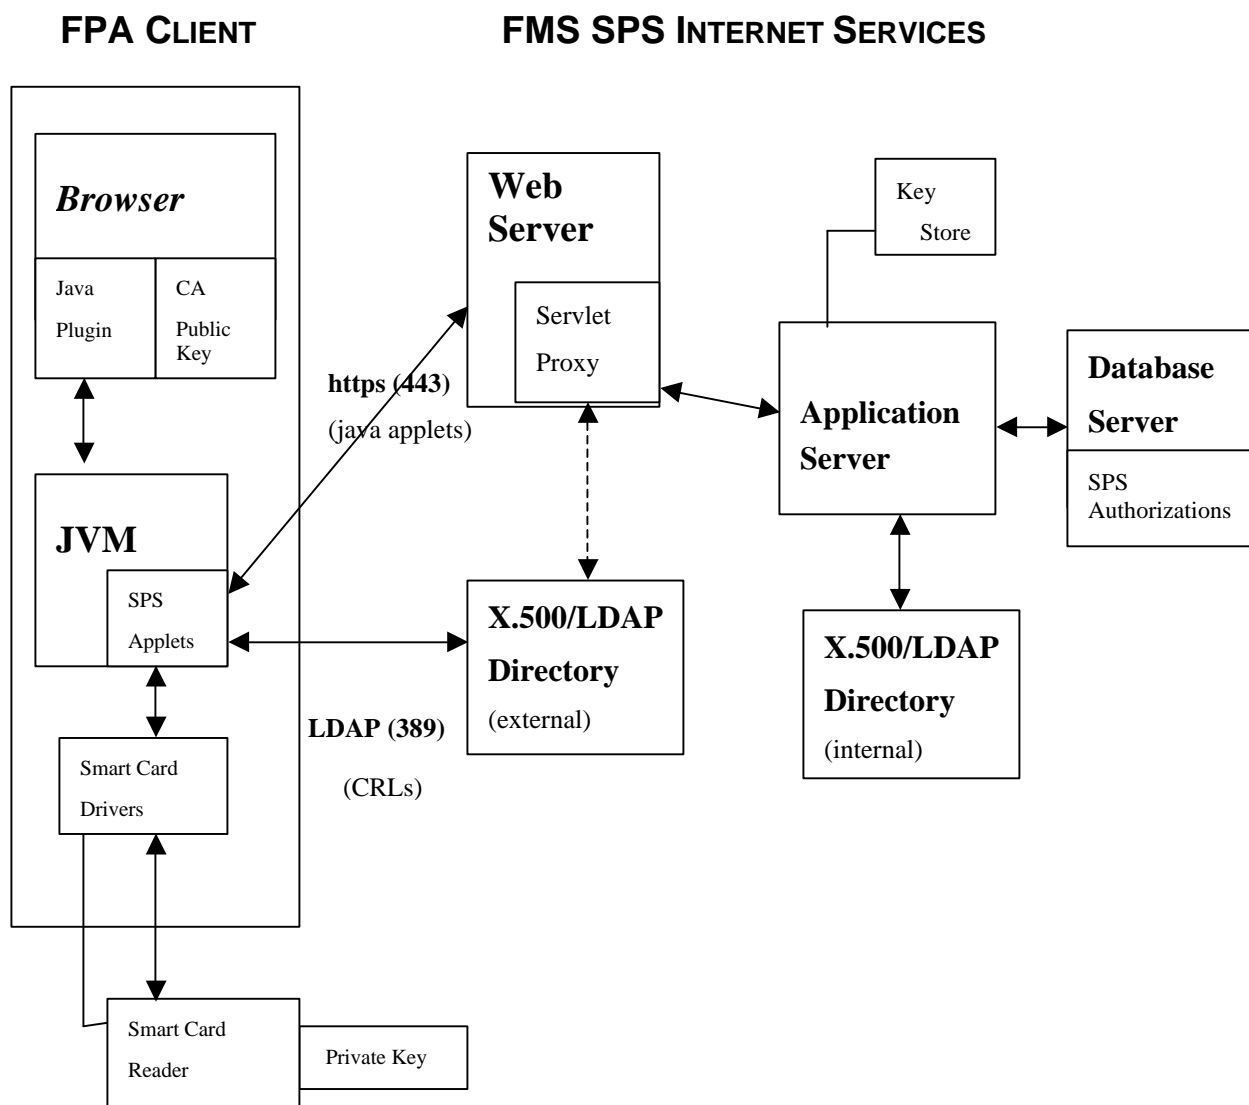 FPA CLIENT
FMS SPS INTERNET SERVICES
Browser
Java
Plugin
CA
Public
Key
Web
Server
Servlet
Proxy
Key
Store
https (443)
(java applets)
Application
Server
Database
Server
SPS
Authorizations
JVM
SPS
Applets
X.500/LDAP
Directory
(external)
X.500/LDAP
Directory
(internal)
LDAP (389)
(CRLs)
Smart Card
Drivers
Smart Card
Reader
Private Key